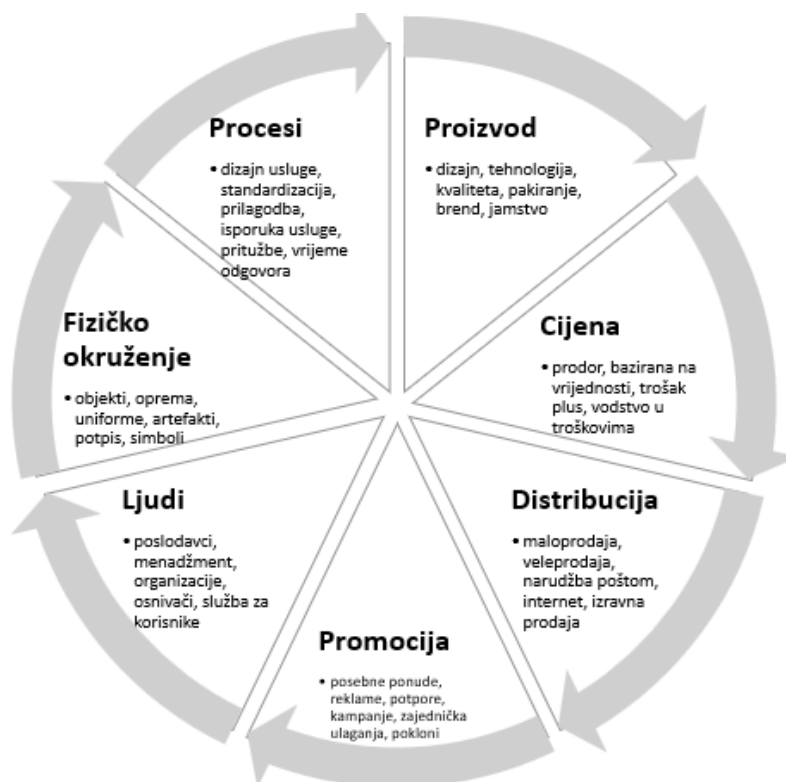 Procesi
• dizajn usluge,
standardizacija,
prilagodba,
isporuka usluge,
pritužbe, vrijeme
odgovora
Proizvod
• dizajn, tehnologija,
kvaliteta, pakiranje,
brend, jamstvo
Cijena
• prodor, bazirana na
vrijednosti, trošak
plus, vodstvo u
troškovima
Distribucija
• maloprodaja,
veleprodaja,
narudžba poštom,
internet, izravna
prodaja
Promocija
• posebne ponude,
reklame, potpore,
kampanje, zajednička
ulaganja, pokloni
Ljudi
• poslodavci,
menadžment,
organizacije,
osnivači, služba za
korisnike
Fizičko
okruženje
• objekti, oprema,
uniforme, artefakti,
potpis, simboli